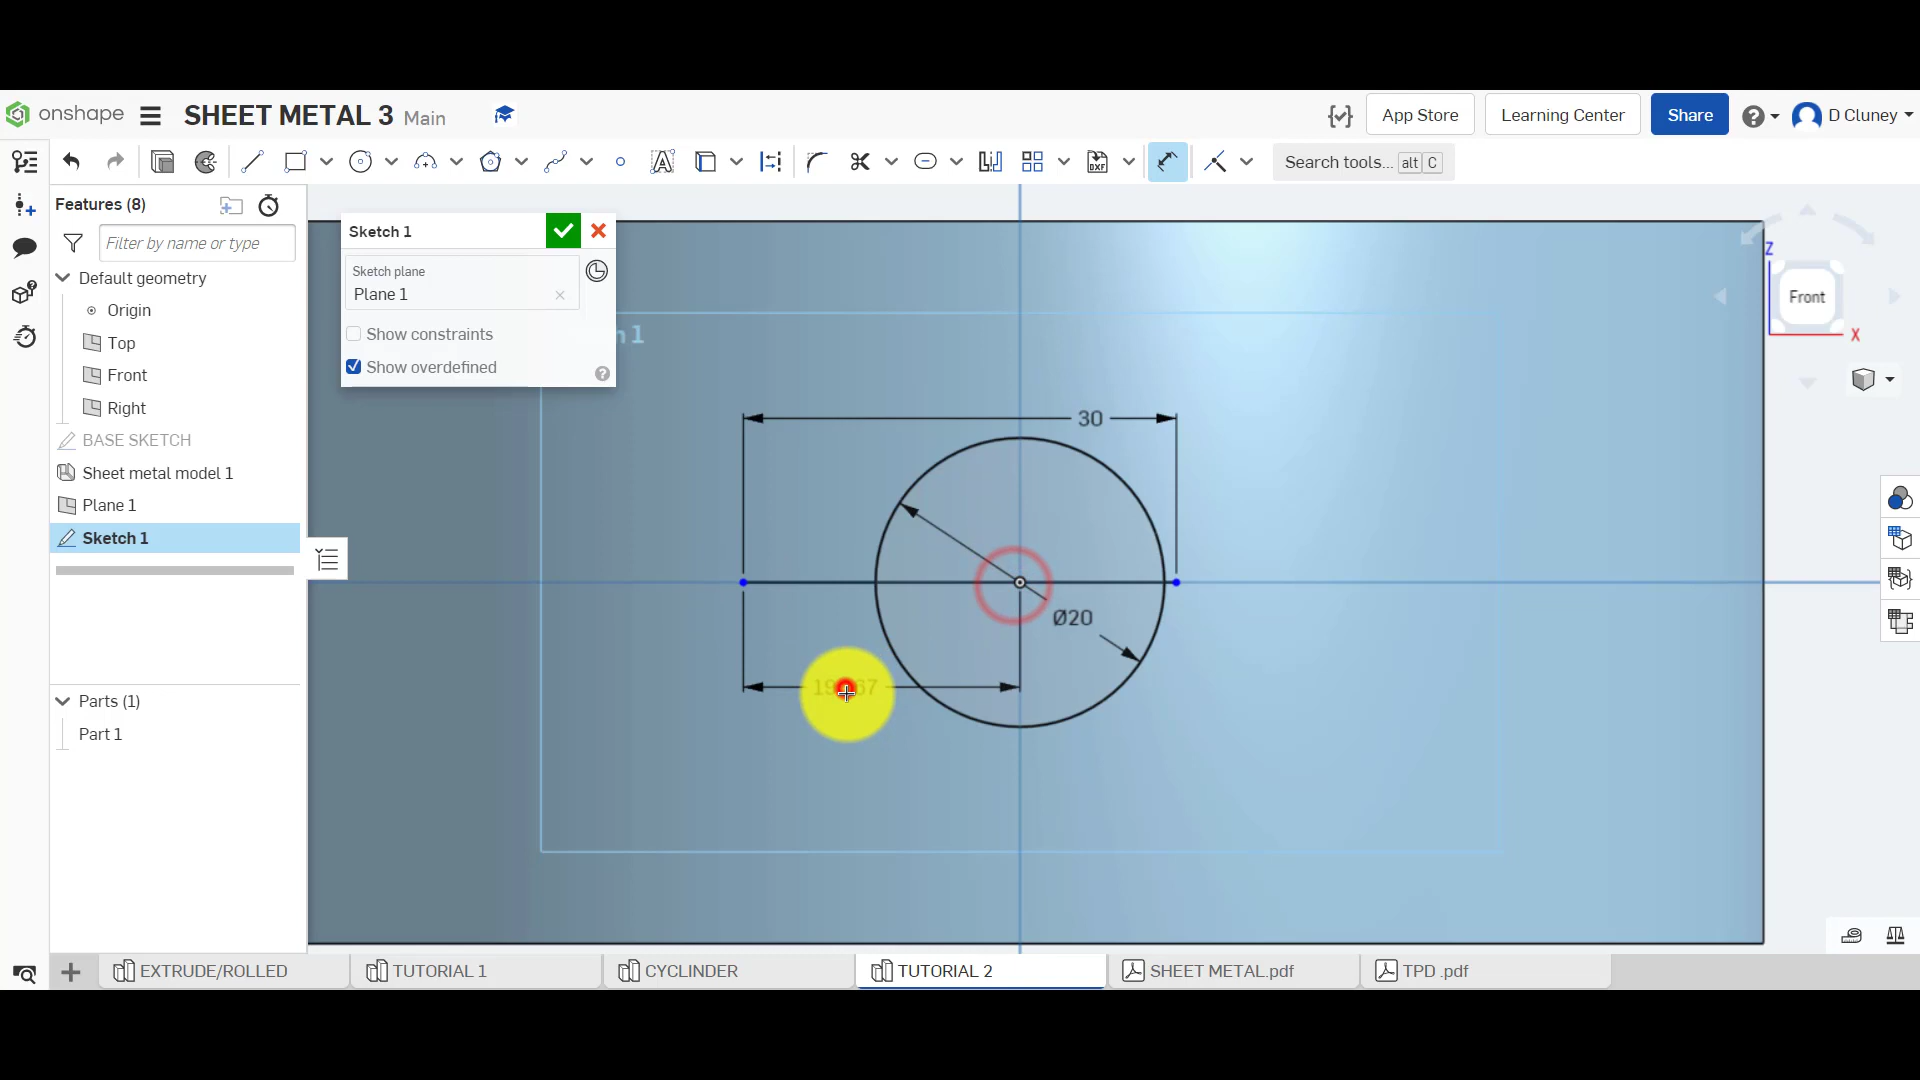 onshape
SHEET METAL 3 Main
App Store
Learning Center
Share
D Cluney
Search tools... alt C
Features (8)
Filter by name or type
Default geometry
Origin
Top
Front
Right
BASE SKETCH
Sheet metal model 1
Plane 1
Sketch 1
Parts (1)
Part 1
Sketch 1
Sketch plane
Plane 1
Show constraints
Show overdefined
30
Ø20
Z
Front
X
DXF
EXTRUDE/ROLLED
TUTORIAL 1
CYCLINDER
TUTORIAL 2
SHEET METAL.pdf
TPD .pdf